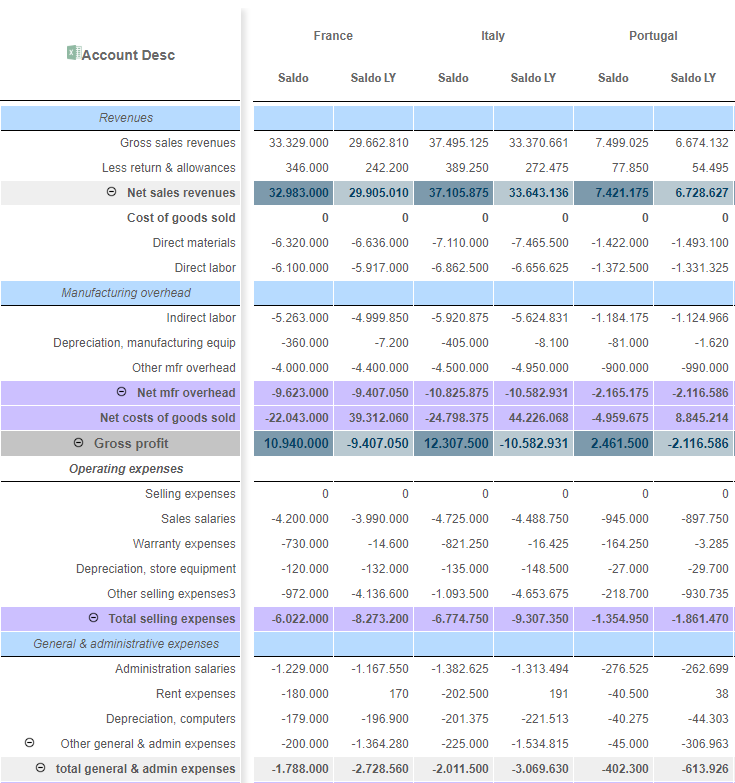 France Italy Portugal
Account Desc
Saldo Saldo LY Saldo Saldo LY Saldo Saldo LY
Revenues
Gross sales revenues 33.329.000 29.662.810 37.495.125 33.370.661 7.499.025 6.674.132
Less return & allowances 346.000 242.200 389.250 272.475 77.850 54.495
Net sales revenues 32.983.000 29.905.010 37.105.875 33.643.136 7.421.175 6.728.627
Cost of goods sold 0 0 0 0 0 0
Direct materials -6.320.000 -6.636.000 -7.110.000 -7.465.500 -1.422.000 -1.493.100
Direct labor -6.100.000 -5.917.000 -6.862.500 -6.656.625 -1.372.500 -1.331.325
Manufacturing overhead
Indirect labor -5.263.000 -4.999.850 -5.920.875 -5.624.831 -1.184.175 -1.124.966
Depreciation, manufacturing equip -360.000 -7.200 -405.000 -8.100 -81.000 -1.620
Other mfr overhead -4.000.000 -4.400.000 -4.500.000 -4.950.000 -900.000 -990.000
Net mfr overhead -9.623.000 -9.407.050 -10.825.875 -10.582.931 -2.165.175 -2.116.586
Net costs of goods sold -22.043.000 39.312.060 -24.798.375 44.226.068 -4.959.675 8.845.214
Gross profit 10.940.000 -9.407.050 12.307.500 -10.582.931 2.461.500 -2.116.586
Operating expenses
Selling expenses 0 0 0 0 0 0
Sales salaries -4.200.000 -3.990.000 -4.725.000 -4.488.750 -945.000 -897.750
Warranty expenses -730.000 -14.600 -821.250 -16.425 -164.250 -3.285
Depreciation, store equipment -120.000 -132.000 -135.000 -148.500 -27.000 -29.700
Other selling expenses3 -972.000 -4.136.600 -1.093.500 -4.653.675 -218.700 -930.735
Total selling expenses -6.022.000 -8.273.200 -6.774.750 -9.307.350 -1.354.950 -1.861.470
General & administrative expenses
Administration salaries -1.229.000 -1.167.550 -1.382.625 -1.313.494 -276.525 -262.699
Rent expenses -180.000 170 -202.500 191 -40.500 38
Depreciation, computers -179.000 -196.900 -201.375 -221.513 -40.275 -44.303
Other general & admin expenses -200.000 -1.364.280 -225.000 -1.534.815 -45.000 -306.963
total general & admin expenses -1.788.000 -2.728.560 -2.011.500 -3.069.630 -402.300 -613.926